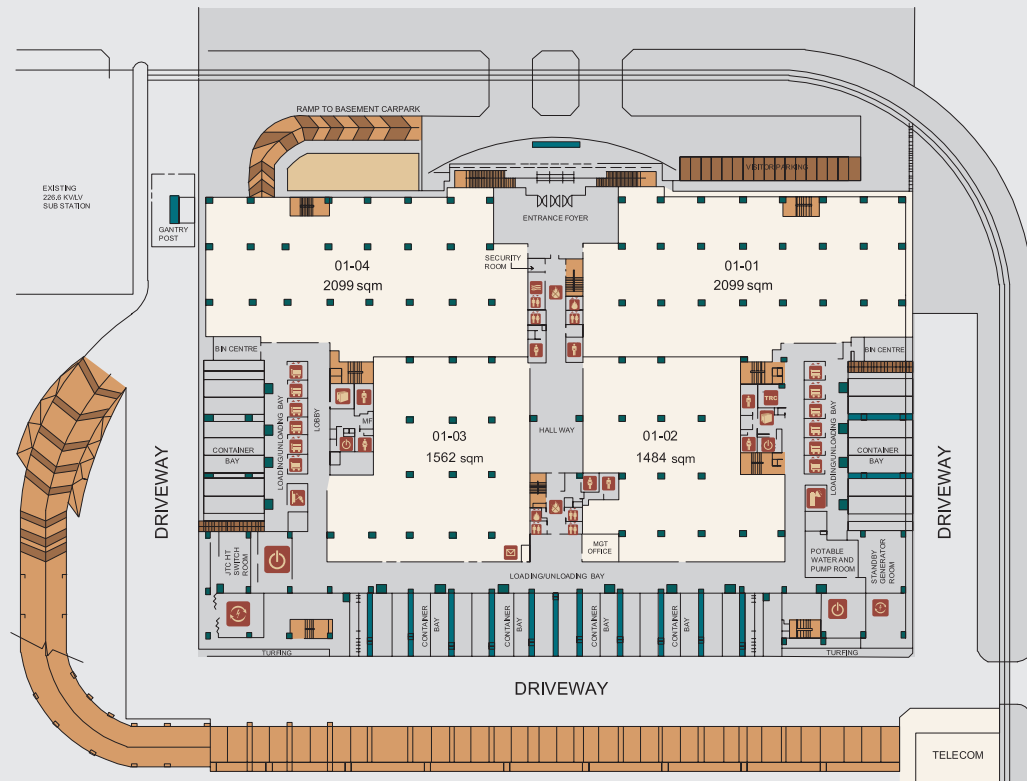 RAMP TO BASEMENT CARPARK
VISITOR PARKING
EXISTING
226.6 KV/LV
SUB STATION
GANTRY
POST
ENTRANCE FOYER
SECURITY
ROOM
01-04
2099 sqm
01-01
2099 sqm
BIN CENTRE
BIN CENTRE
LOADING/UNLOADING BAY
LOBBY
MF
TRC
LOADING/UNLOADING BAY
CONTAINER
BAY
01-03
1562 sqm
HALL WAY
01-02
1484 sqm
CONTAINER
BAY
DRIVEWAY
DRIVEWAY
JTC HT
SWITCH
ROOM
MGT
OFFICE
POTABLE
WATER AND
PUMP ROOM
STANDBY
GENERATOR
ROOM
LOADING/UNLOADING BAY
CONTAINER
BAY
CONTAINER
BAY
CONTAINER
BAY
CONTAINER
BAY
TURFING
TURFING
DRIVEWAY
TELECOM